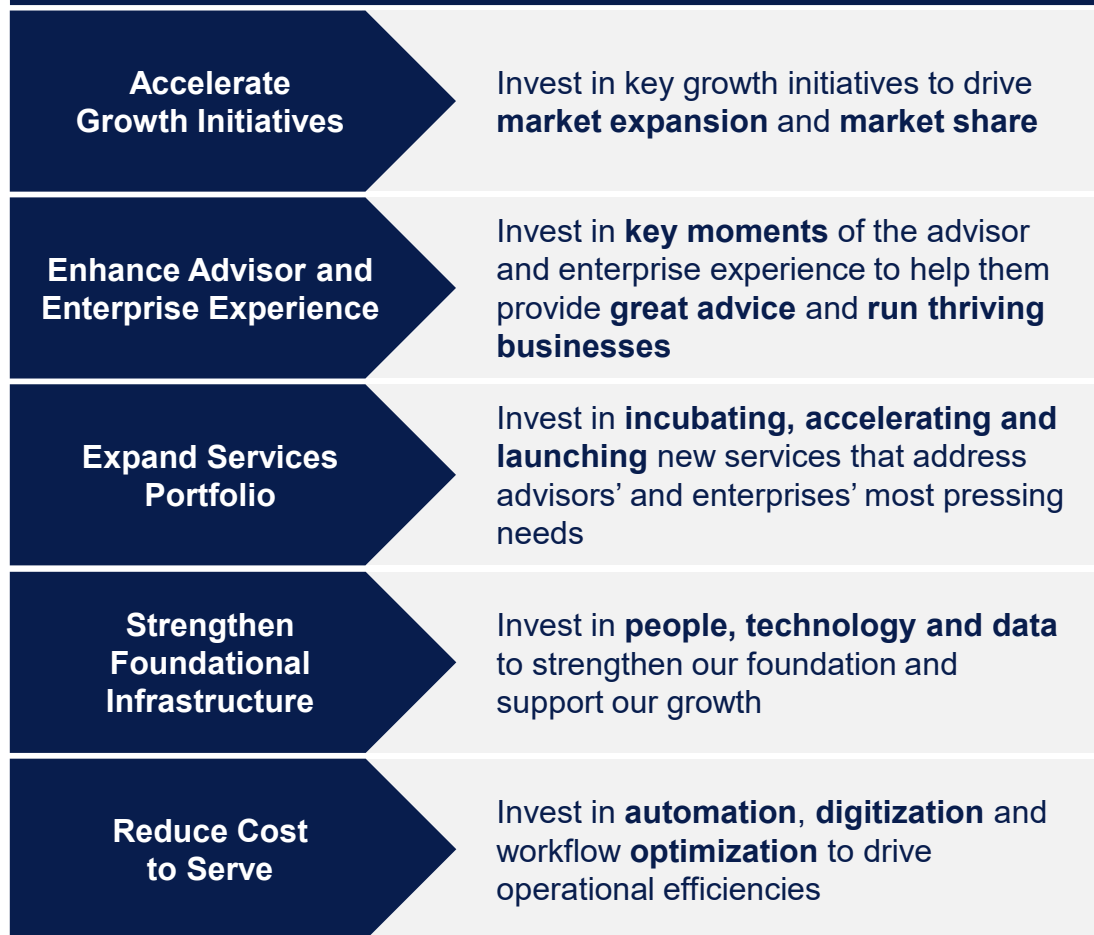 Accelerate
Growth Initiatives
Invest in key growth initiatives to drive
market expansion and market share
Enhance Advisor and
Enterprise Experience
Invest in key moments of the advisor
and enterprise experience to help them
provide great advice and run thriving
businesses
Expand Services
Portfolio
Invest in incubating, accelerating and
launching new services that address
advisors’ and enterprises’ most pressing
needs
Strengthen
Foundational
Infrastructure
Invest in people, technology and data
to strengthen our foundation and
support our growth
Reduce Cost
to Serve
Invest in automation, digitization and
workflow optimization to drive
operational efficiencies